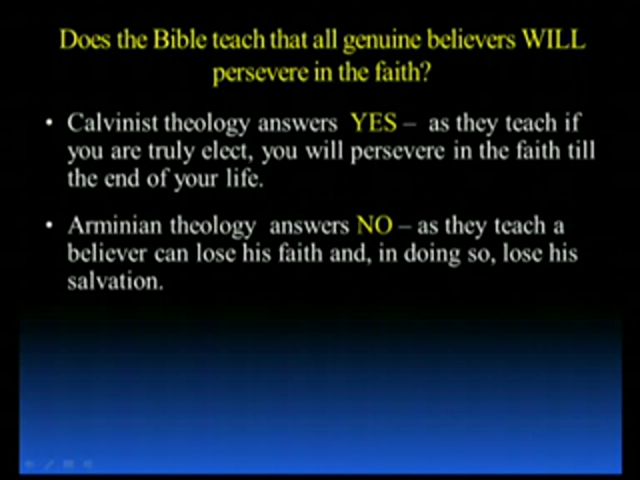 Does the Bible teach that all genuine believers WILL
persevere in the faith?
• Calvinist theology answers YES – as they teach if
you are truly elect, you will persevere in the faith till
the end of your life.
• Arminian theology answers NO – as they teach a
believer can lose his faith and, in doing so, lose his
salvation.